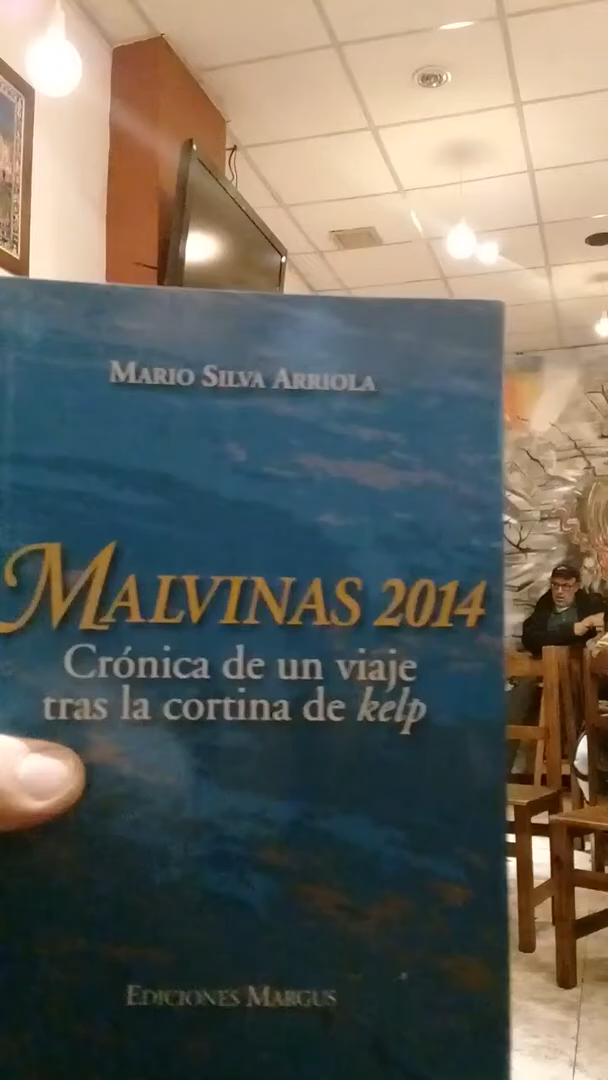 MARIO SILVA ARRIOLA
MALVINAS 2014
Crónica de un viaje
tras la cortina de kelp
EDICIONES MARGUS